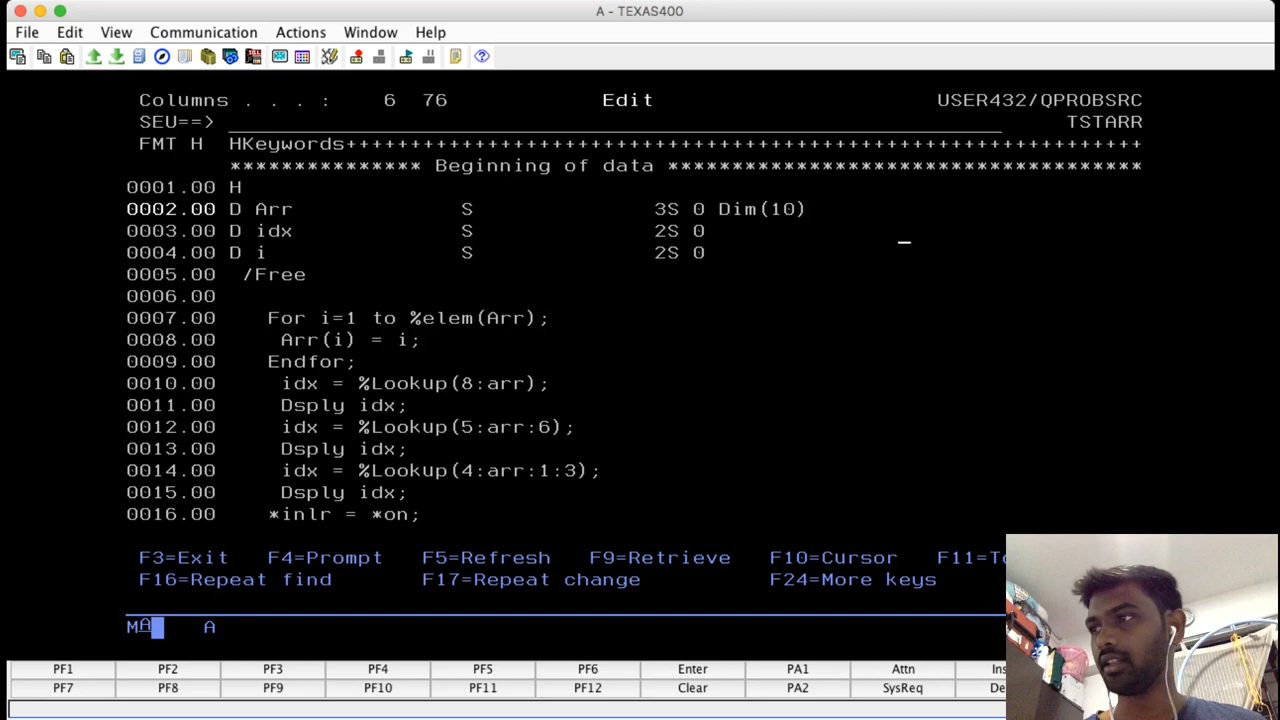 A - TEXAS400
File Edit View Communication Actions Window Help
Columns . . . : 6 76 Edit USER432/QPROBSRC
SEU==> TSTARR
FMT H HKeywords++++++++++++++++++++++++++++++++++++++++++++++++++++++++++++++
*************** Beginning of data *************************************
0001.00 H
0002.00 D Arr S 3S 0 Dim(10)
0003.00 D idx S 2S 0
0004.00 D i S 2S 0
0005.00 /Free
0006.00
0007.00 For i=1 to %elem(Arr);
0008.00 Arr(i) = i;
0009.00 Endfor;
0010.00 idx = %Lookup(8:arr);
0011.00 Dsply idx;
0012.00 idx = %Lookup(5:arr:6);
0013.00 Dsply idx;
0014.00 idx = %Lookup(4:arr:1:3);
0015.00 Dsply idx;
0016.00 *inlr = *on;
F3=Exit F4=Prompt F5=Refresh F9=Retrieve F10=Cursor
F16=Repeat find F17=Repeat change F24=More keys
MA A
PF1 PF2 PF3 PF4 PF5 PF6 Enter PA1 Attn
PF7 PF8 PF9 PF10 PF11 PF12 Clear PA2 SysReq